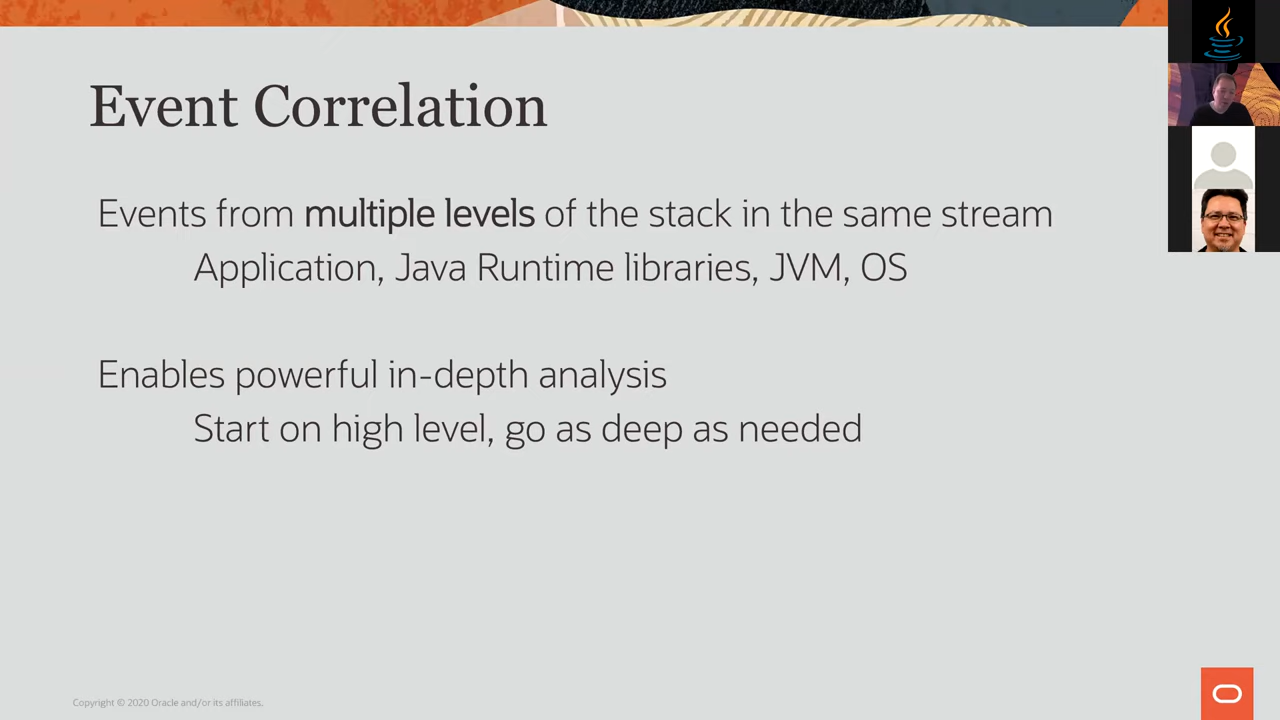 Event Correlation
Events from multiple levels of the stack in the same stream
Application, Java Runtime libraries, JVM, OS
Enables powerful in-depth analysis
Start on high level, go as deep as needed
Copyright © 2020 Oracle and/or its affiliates.